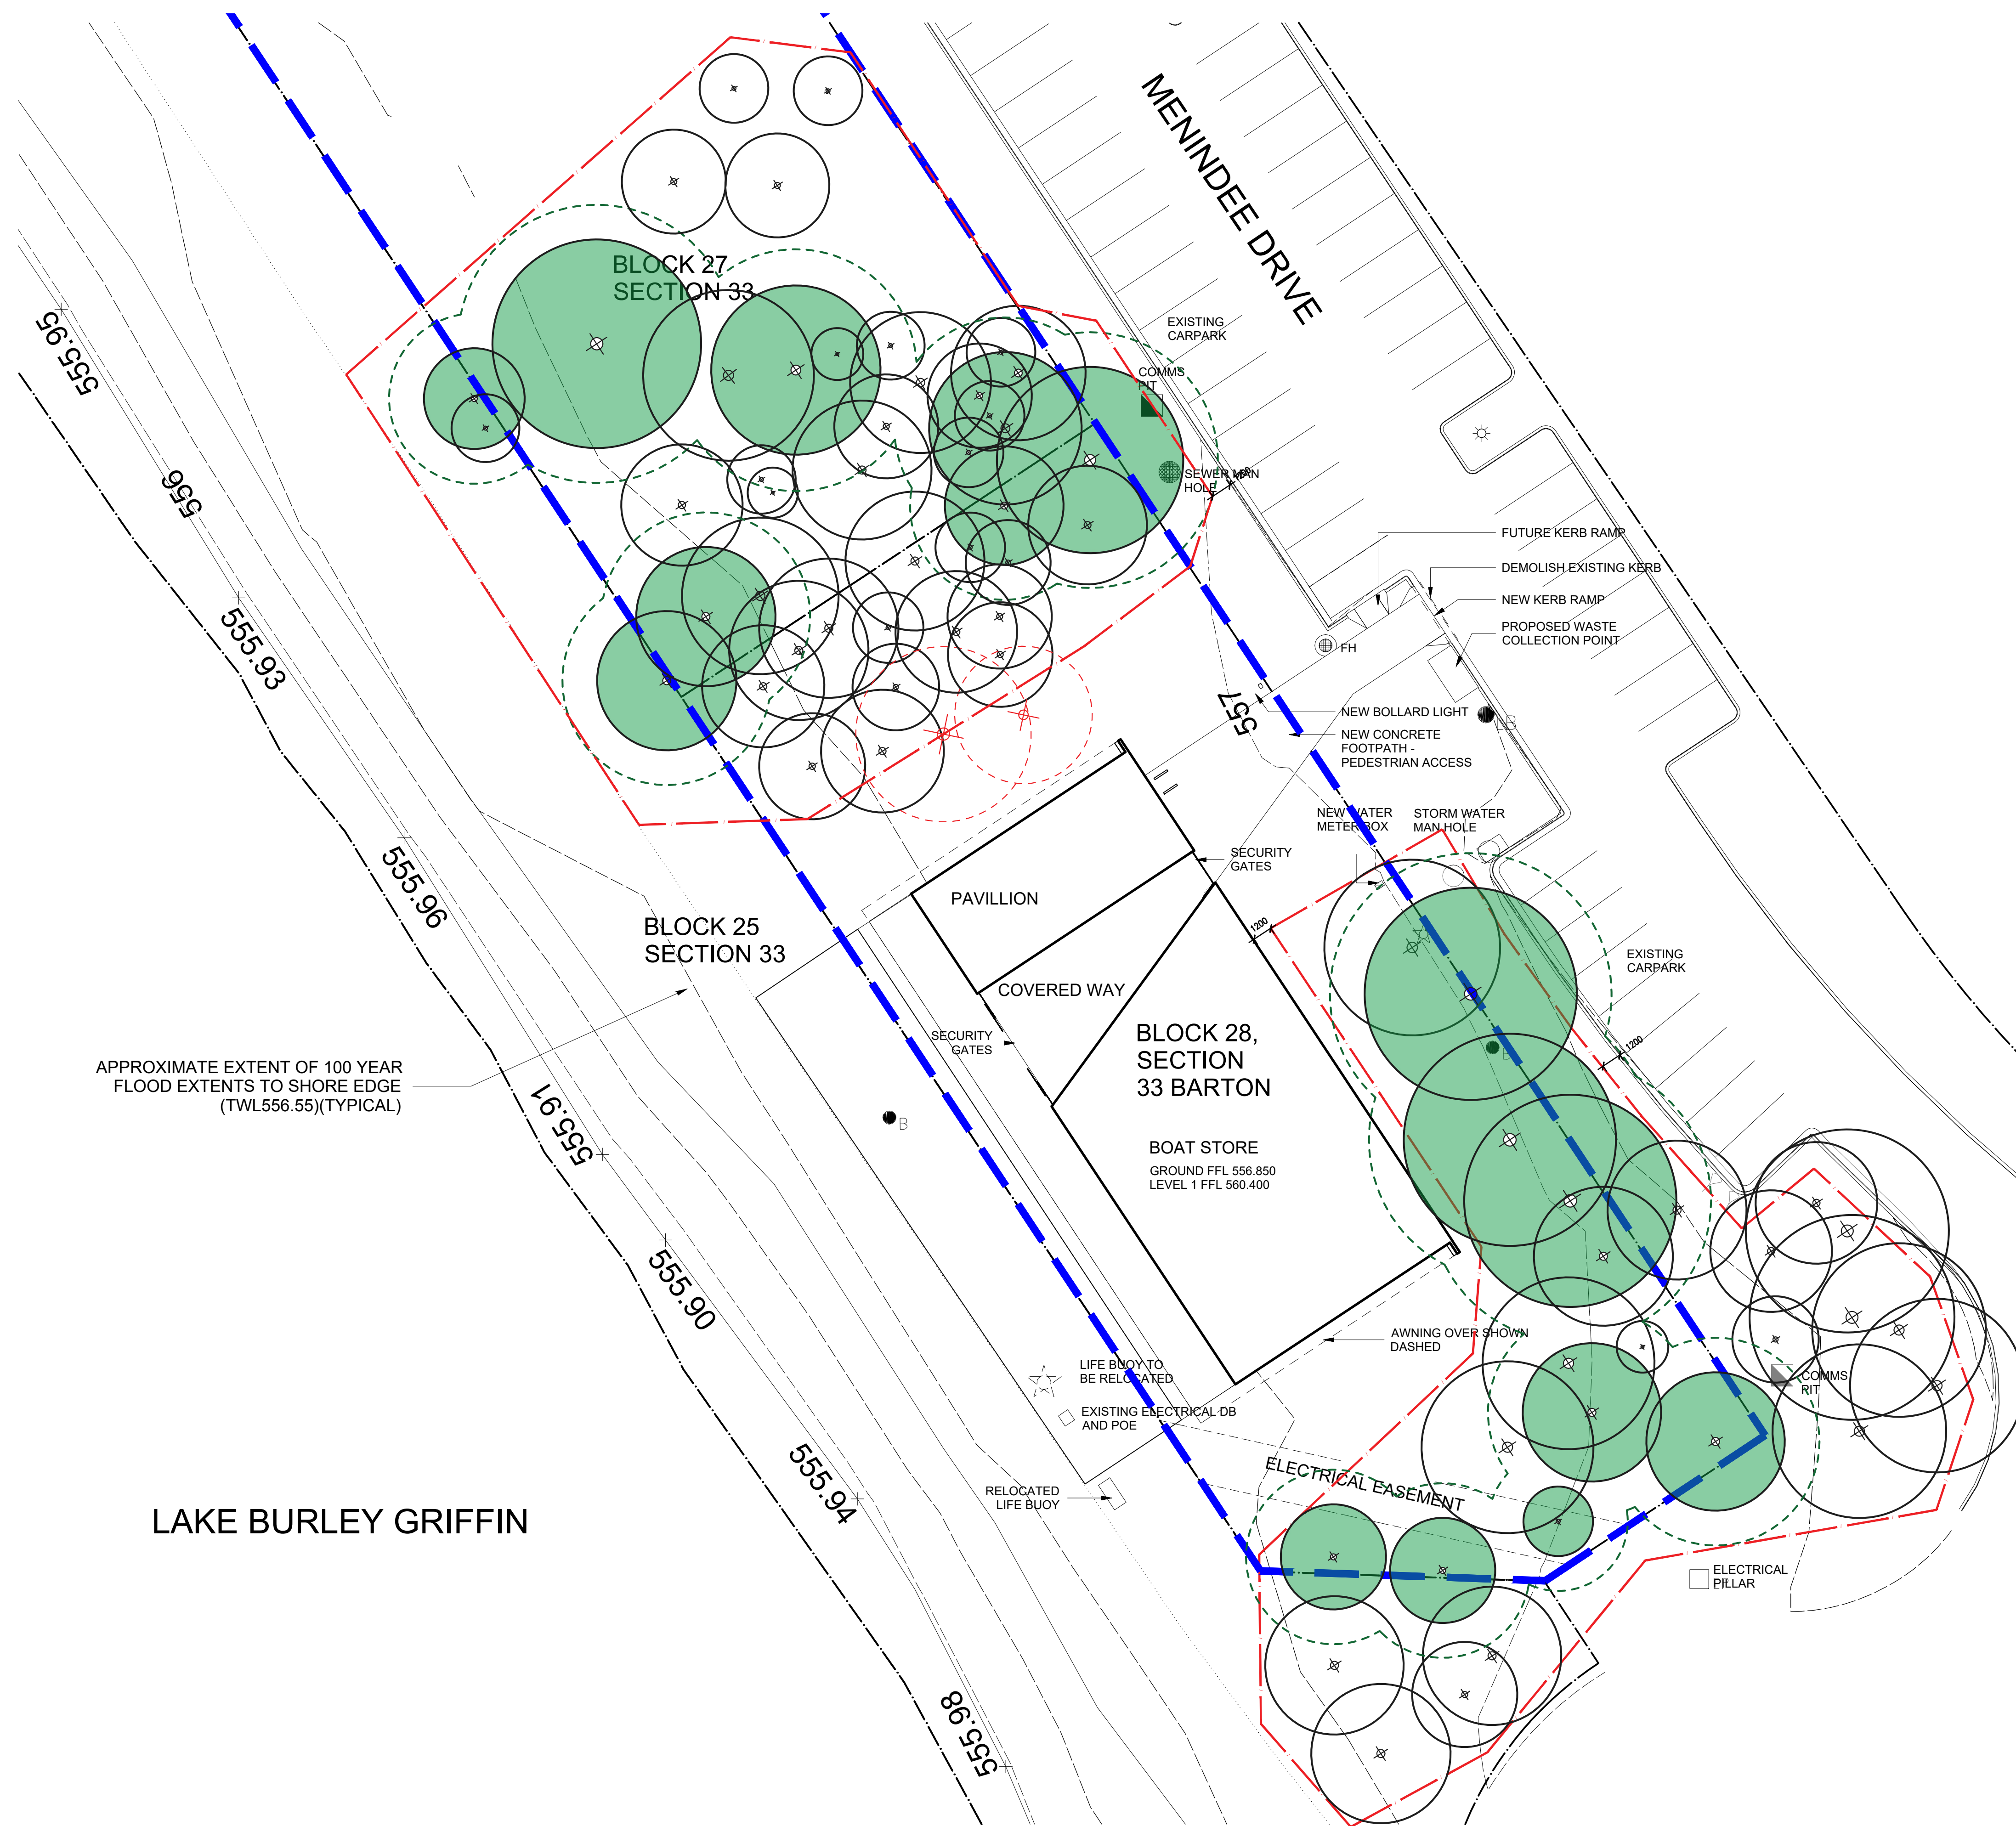 MENINDEE DRIVE
BLOCK 27
SECTION 33
EXISTING
CARPARK
COMMS
PIT
SEWER MAN
HOLE
555.95
556
555.93
555.96
555.91
555.90
555.94
555.98
557
FUTURE KERB RAMP
DEMOLISH EXISTING KERB
NEW KERB RAMP
PROPOSED WASTE
COLLECTION POINT
FH
NEW BOLLARD LIGHT
B
NEW CONCRETE
FOOTPATH -
PEDESTRIAN ACCESS
NEW WATER
METER BOX
STORM WATER
MAN HOLE
SECURITY
GATES
PAVILLION
1200
BLOCK 25
SECTION 33
EXISTING
CARPARK
COVERED WAY
SECURITY
GATES
BLOCK 28,
SECTION
33 BARTON
1200
B
APPROXIMATE EXTENT OF 100 YEAR
FLOOD EXTENTS TO SHORE EDGE
(TWL556.55)(TYPICAL)
B
BOAT STORE
GROUND FFL 556.850
LEVEL 1 FFL 560.400
AWNING OVER SHOWN
DASHED
LIFE BUOY TO
BE RELOCATED
COMMS
PIT
EXISTING ELECTRICAL DB
AND POE
ELECTRICAL EASEMENT
RELOCATED
LIFE BUOY
LAKE BURLEY GRIFFIN
ELECTRICAL
PILLAR